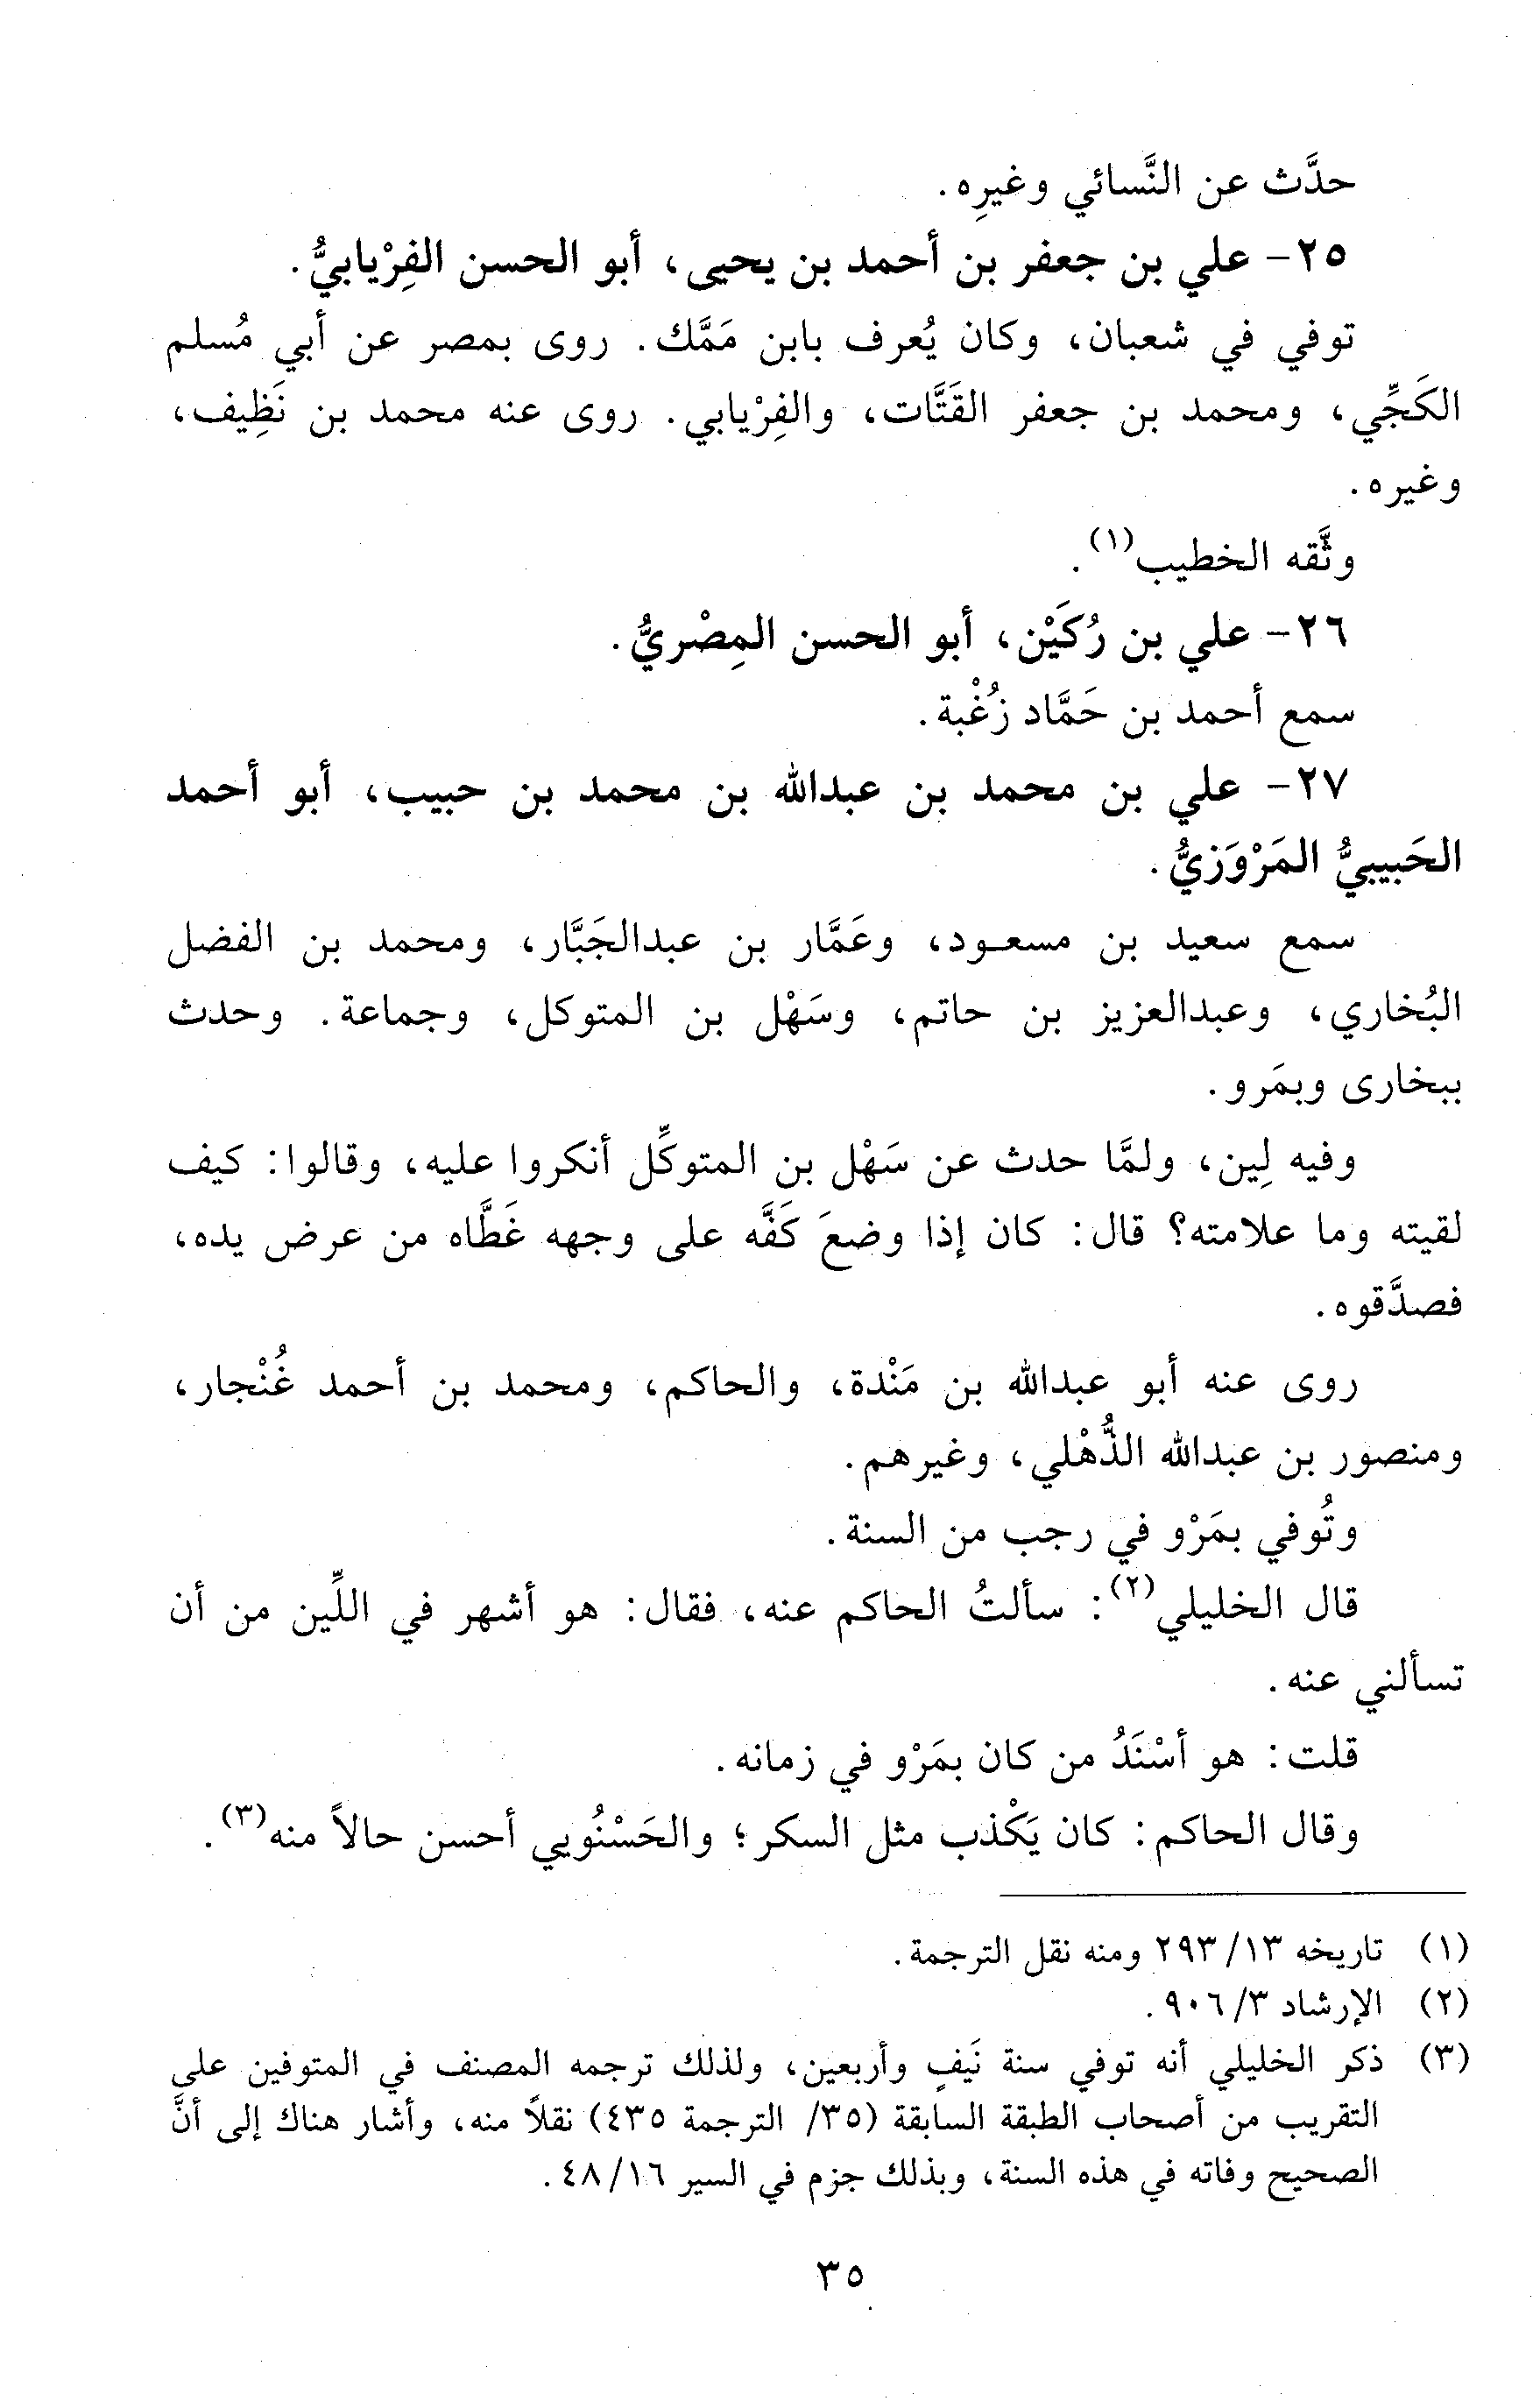 حدَّث عن النَّسائي وغيرِه.
٢٥- علي بن جعفر بن أحمد بن يحيى، أبو الحسن الفِرْيابيُّ.
توفي في شعبان، وكان يُعرف بابن مَمَّك. روى بمصر عن أبي مُسلم
الكَجِّي، ومحمد بن جعفر القَتَّات، والفِرْيابي. روى عنه محمد بن نَظِيف،
وغيره.
وثَّقه الخطيب(١).
٢٦- علي بن رُكَيْن، أبو الحسن المِصْريُّ.
سمع أحمد بن حَمَّاد زُغْبة.
٢٧- علي بن محمد بن عبدالله بن محمد بن حبيب، أبو أحمد
الحَبيبيُّ المَرْوَزيُّ.
سمع سعيد بن مسعود، وعَمَّار بن عبدالجَبَّار، ومحمد بن الفضل
البُخاري، وعبدالعزيز بن حاتم، وسَهْل بن المتوكل، وجماعة. وحدث
ببخارى وبمَرو.
وفيه لِين، ولمَّا حدث عن سَهْل بن المتوكِّل أنكروا عليه، وقالوا: كيف
لقيته وما علامته؟ قال: كان إذا وضعَ كَفَّه على وجهه غَطَّاه من عرض يده،
فصدَّقوه.
روى عنه أبو عبدالله بن مَنْدة، والحاكم، ومحمد بن أحمد غُنْجار،
ومنصور بن عبدالله الذُّهْلي، وغيرهم.
وتُوفي بمَرْو في رجب من السنة.
قال الخليلي(٢): سألتُ الحاكم عنه، فقال: هو أشهر في اللِّين من أن
تسألني عنه.
قلت: هو أسْنَدُ من كان بمَرْو في زمانه.
وقال الحاكم: كان يَكْذب مثل السكر؛ والحَسْنُويي أحسن حالاً منه(٣).
(١) تاريخه ١٣/ ٢٩٣ ومنه نقل الترجمة.
(٢) الإرشاد ٣/ ٩٠٦.
(٣) ذكر الخليلي أنه توفي سنة نَيفٍ وأربعين، ولذلك ترجمه المصنف في المتوفين على
التقريب من أصحاب الطبقة السابقة (٣٥/ الترجمة ٤٣٥) نقلاً منه، وأشار هناك إلى أنَّ
الصحيح وفاته في هذه السنة، وبذلك جزم في السير ١٦/ ٤٨.
٣٥